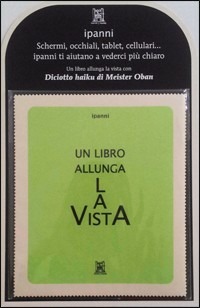 ipanni
Schermi, occhiali, tablet, cellulari...
ipanni ti aiutano a vederci più chiaro
Un libro allunga la vista con
Diciotto haiku di Meister Oban
ipanni
UN LIBRO
ALLUNGA
LA
VISTA